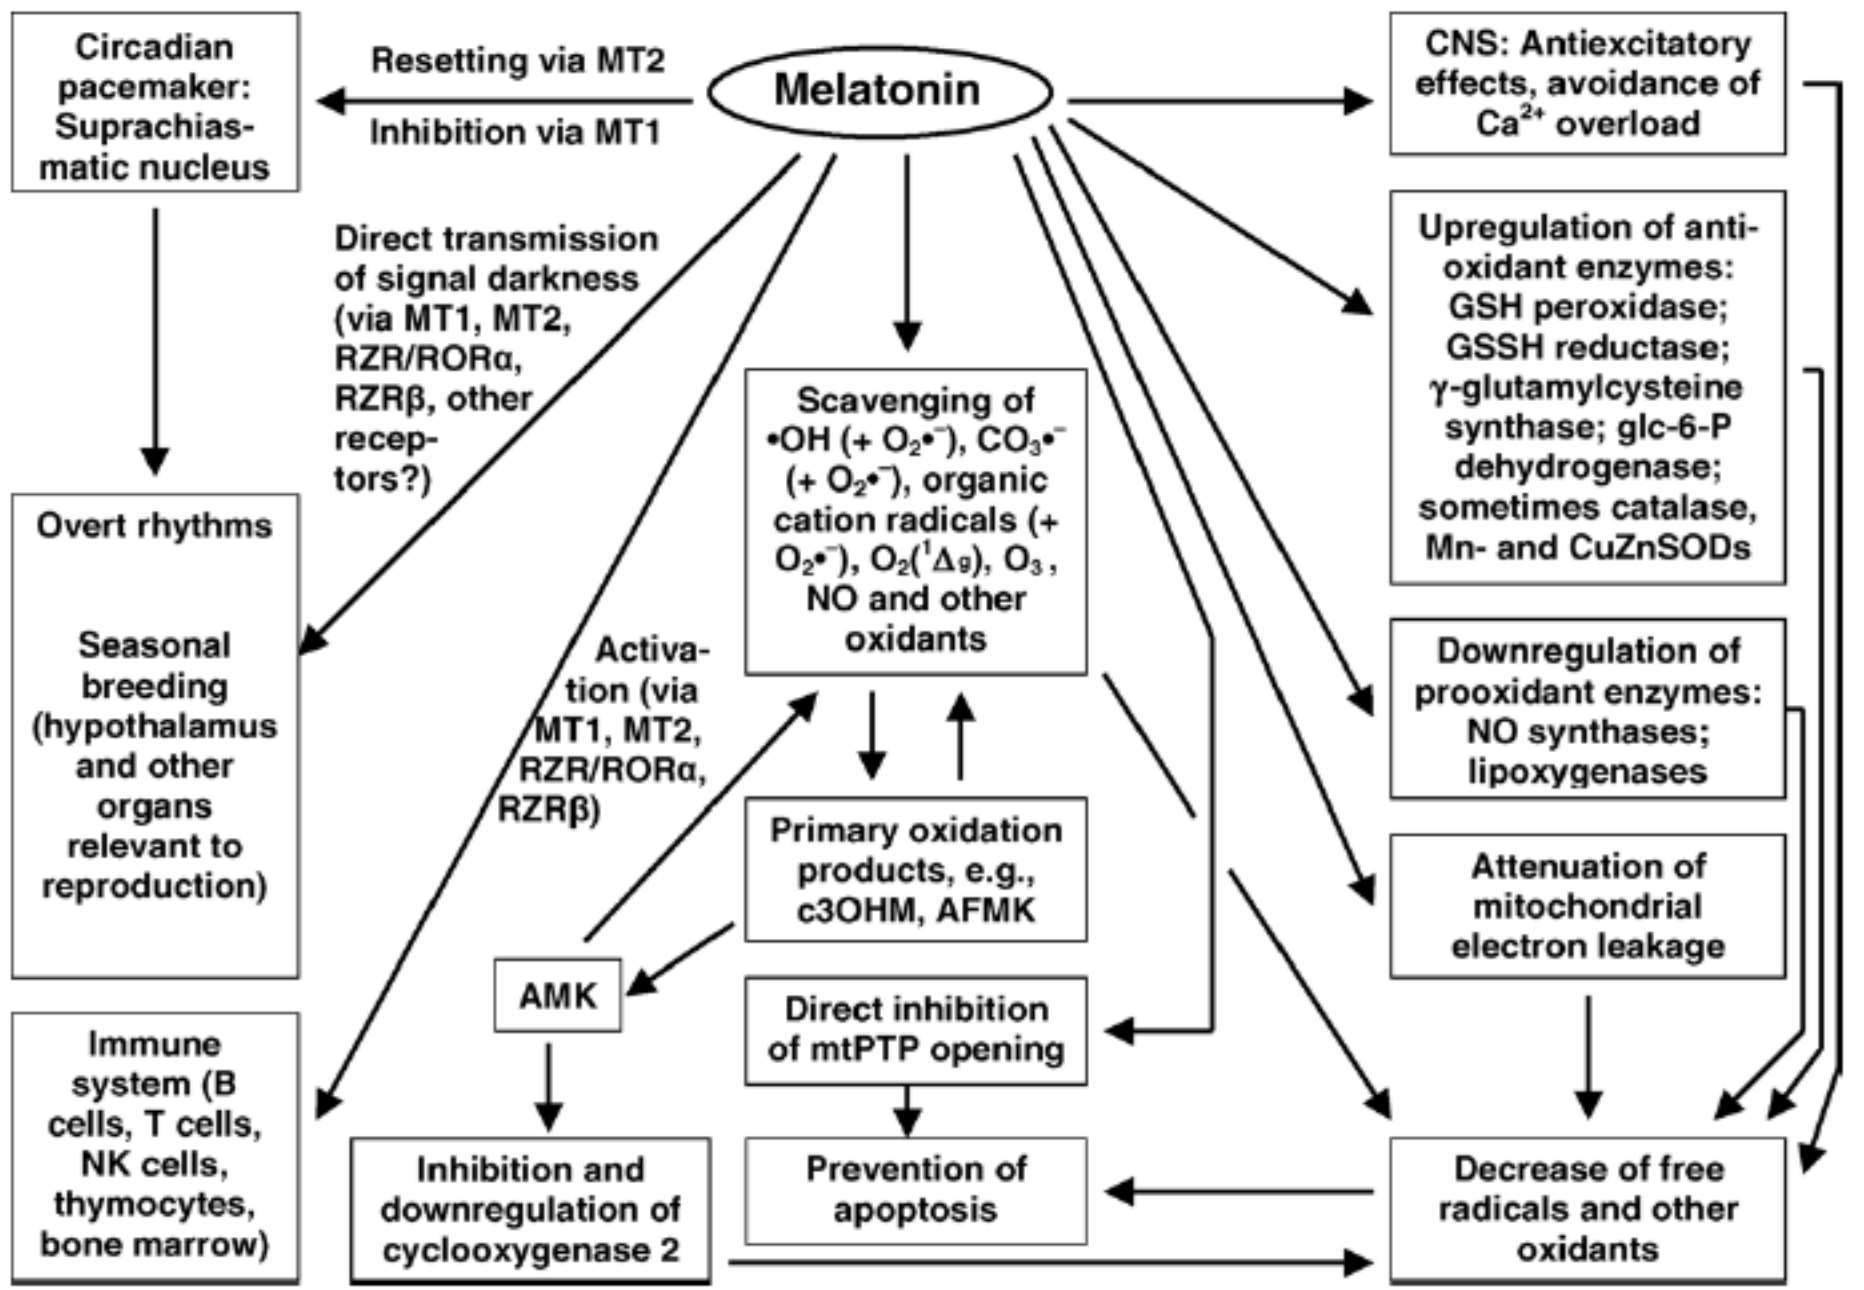 Circadian
pacemaker:
Suprachias-
matic nucleus
Resetting via MT2
Inhibition via MT1
Melatonin
CNS: Antiexcitatory
effects, avoidance of
Ca²⁺ overload
Direct transmission
of signal darkness
(via MT1, MT2,
RZR/RORα,
RZRβ, other
recep-
tors?)
Upregulation of anti-
oxidant enzymes:
GSH peroxidase;
GSSH reductase;
γ-glutamylcysteine
synthase; glc-6-P
dehydrogenase;
sometimes catalase,
Mn- and CuZnSODs
Scavenging of
•OH (+ O₂•⁻), CO₃•⁻
(+ O₂•⁻), organic
cation radicals (+
O₂•⁻), O₂(¹Δg), O₃,
NO and other
oxidants
Overt rhythms
Seasonal
breeding
(hypothalamus
and other
organs
relevant to
reproduction)
Activa-
tion (via
MT1, MT2,
RZR/RORα,
RZRβ)
Downregulation of
prooxidant enzymes:
NO synthases;
lipoxygenases
Primary oxidation
products, e.g.,
c3OHM, AFMK
Attenuation of
mitochondrial
electron leakage
AMK
Direct inhibition
of mtPTP opening
Immune
system (B
cells, T cells,
NK cells,
thymocytes,
bone marrow)
Inhibition and
downregulation of
cyclooxygenase 2
Prevention of
apoptosis
Decrease of free
radicals and other
oxidants